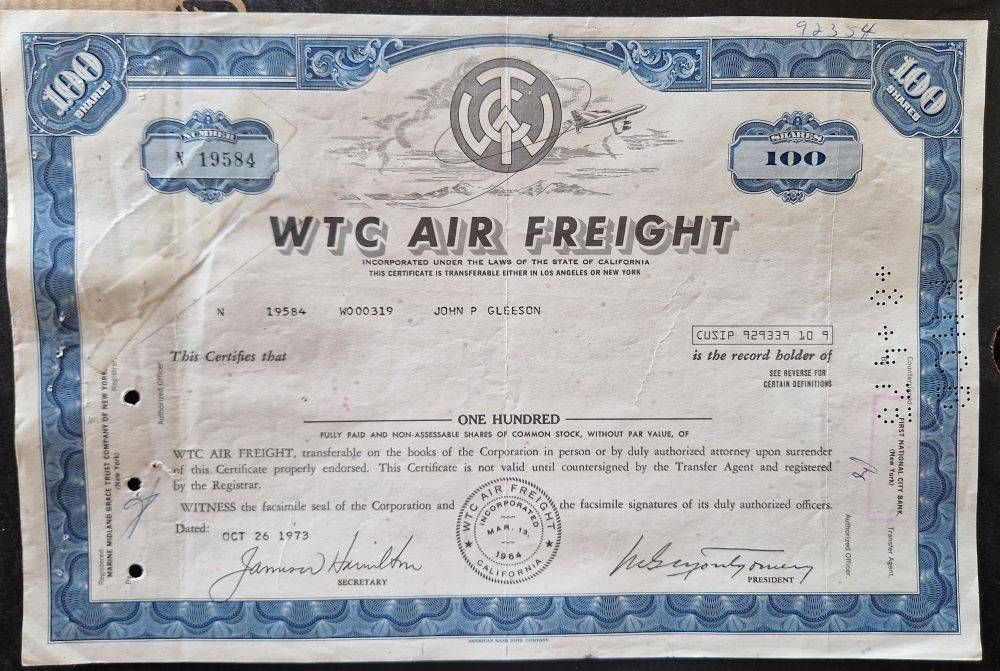 92354
100
SHARES
100
SHARES
NUMBER
N 19584
WTC
SHARES
100
WTC AIR FREIGHT
INCORPORATED UNDER THE LAWS OF THE STATE OF CALIFORNIA
THIS CERTIFICATE IS TRANSFERABLE EITHER IN LOS ANGELES OR NEW YORK
N 19584 WO00319 JOHN P GLEESON
CUSIP 929339 10 9
This Certifies that
is the record holder of
SEE REVERSE FOR
CERTAIN DEFINITIONS
ONE HUNDRED
FULLY PAID AND NON-ASSESSABLE SHARES OF COMMON STOCK, WITHOUT PAR VALUE, OF
WTC AIR FREIGHT, transferable on the books of the Corporation in person or by duly authorized attorney upon surrender
of this Certificate properly endorsed. This Certificate is not valid until countersigned by the Transfer Agent and registered
by the Registrar.
WITNESS the facsimile seal of the Corporation and the facsimile signatures of its duly authorized officers.
Dated: OCT 26 1973
WTC AIR FREIGHT
INCORPORATED
MAR. 13,
1964
CALIFORNIA
Jamison Hamilton
SECRETARY
PRESIDENT
Registered:
MARINE MIDLAND GRACE TRUST COMPANY OF NEW YORK
(New York)
Registrar.
Authorized Officer
Countersigned:
FIRST NATIONAL CITY BANK,
(New York)
Transfer Agent.
Authorized Officer.
AMERICAN BANK NOTE COMPANY.